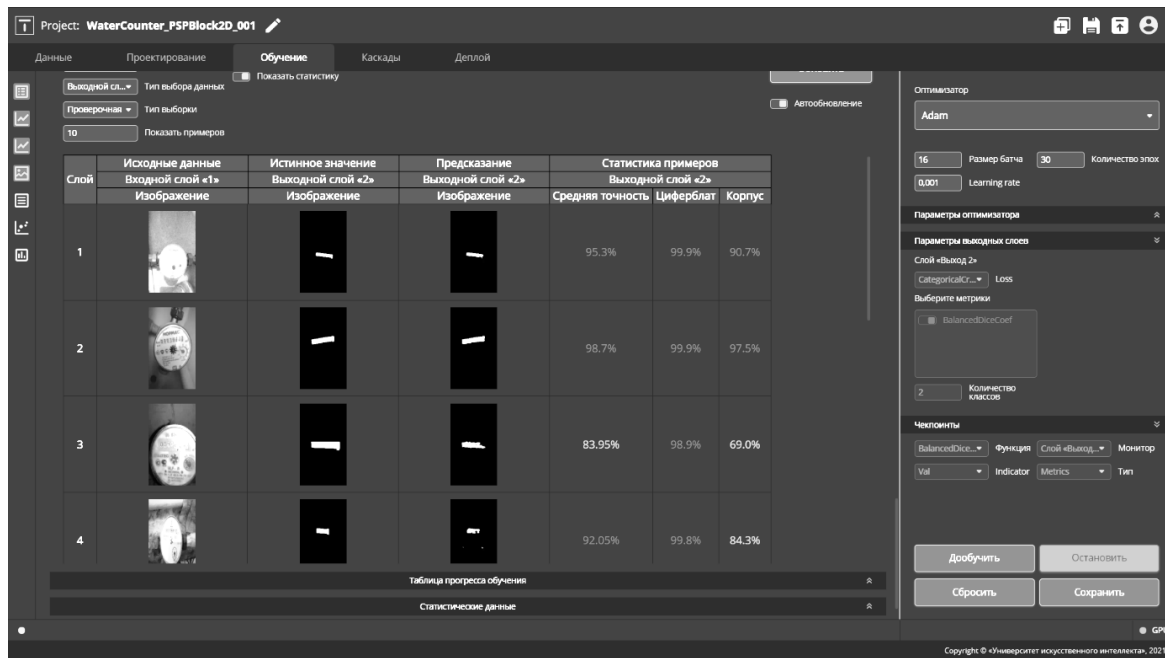 Project: WaterCounter_PSPBlock2D_001
Данные Проектирование Обучение Каскады Деплой
Выходной сл... Тип выбора данных
Показать статистику
Проверочная Тип выборки
Автообновление
10 Показать примеров
Слой
Исходные данные Истинное значение Предсказание Статистика примеров
Входной слой «1» Выходной слой «2» Выходной слой «2» Выходной слой «2»
Изображение Изображение Изображение Средняя точность Циферблат Корпус
1 95.3% 99.9% 90.7%
2 98.7% 99.9% 97.5%
3 83.95% 98.9% 69.0%
4 92.05% 99.8% 84.3%
Таблица прогресса обучения
Статистические данные
Оптимизатор
Adam
16 Размер батча 30 Количество эпох
0,001 Learning rate
Параметры оптимизатора
Параметры выходных слоев
Слой «Выход 2»
CategoricalCr... Loss
Выберите метрики
BalancedDiceCoef
2 Количество
классов
Чекпоинты
BalancedDice... Функция Слой «Выход... Монитор
Val Indicator Metrics Тип
Дообучить Остановить
Сбросить Сохранить
GPU
Copyright © «Университет искусственного интеллекта», 2021